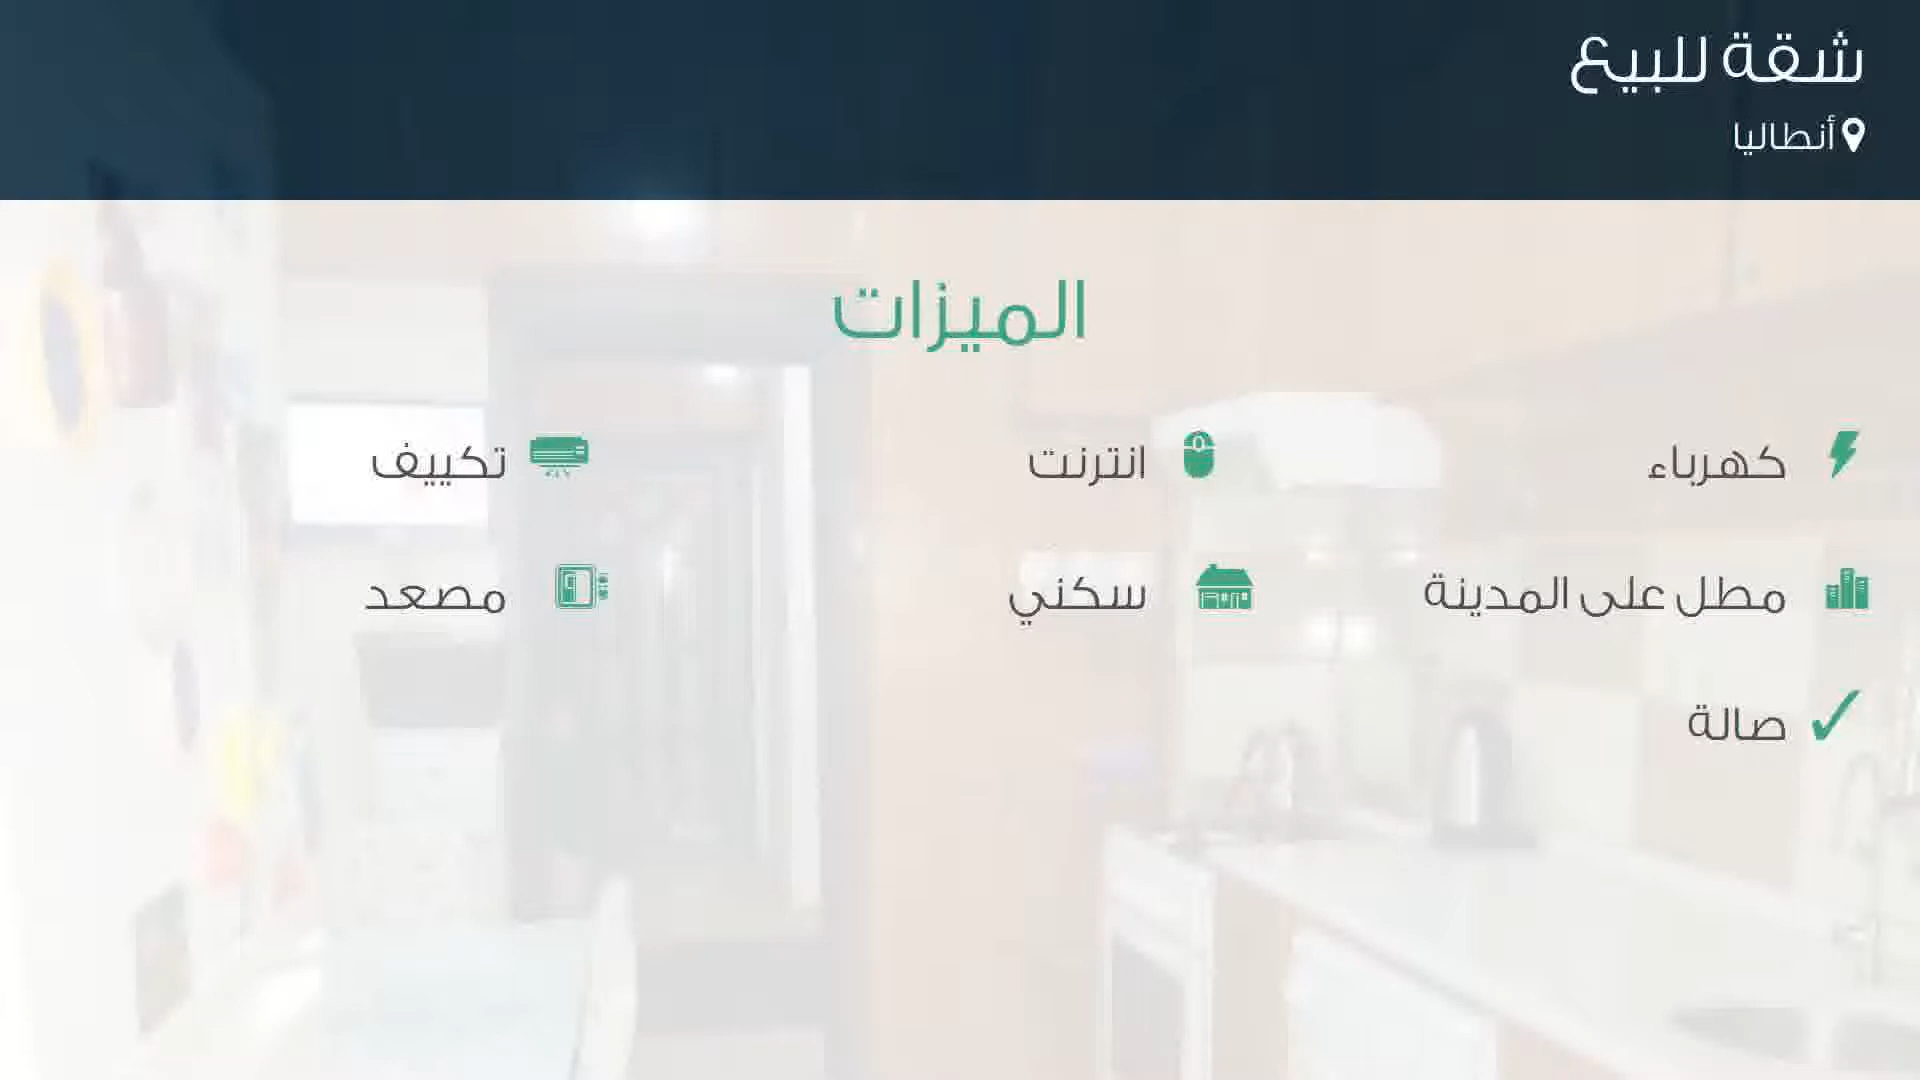 شقة للبيع
أنطاليا
الميزات
كهرباء
انترنت
تكييف
مطل على المدينة
سكني
مصعد
صالة